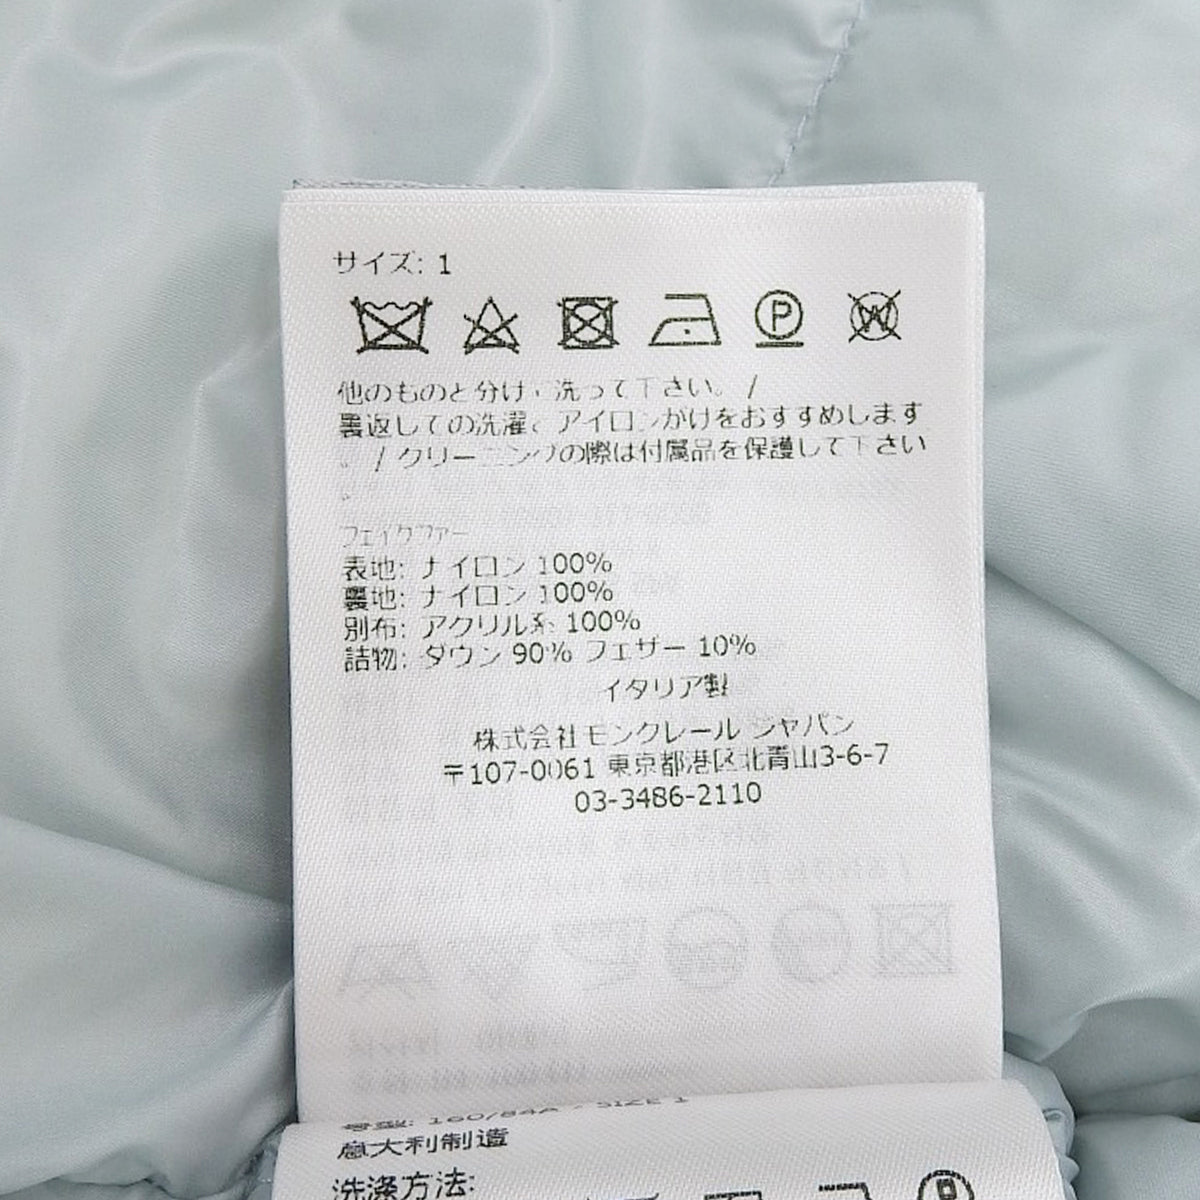 サイズ: 1
P
W
他のものと分け、洗って下さい。 /
裏返しての洗濯とアイロンがけをおすすめします
。 / クリーニングの際は付属品を保護して下さい
。
フェイクファー
表地: ナイロン 100%
裏地: ナイロン 100%
別布: アクリル系 100%
詰物: ダウン 90% フェザー 10%
イタリア製
株式会社 モンクレール ジャパン
〒107-0061 東京都港区北青山3-6-7
03-3486-2110
号型: 160/84A / SIZE 1
意大利制造
洗涤方法: